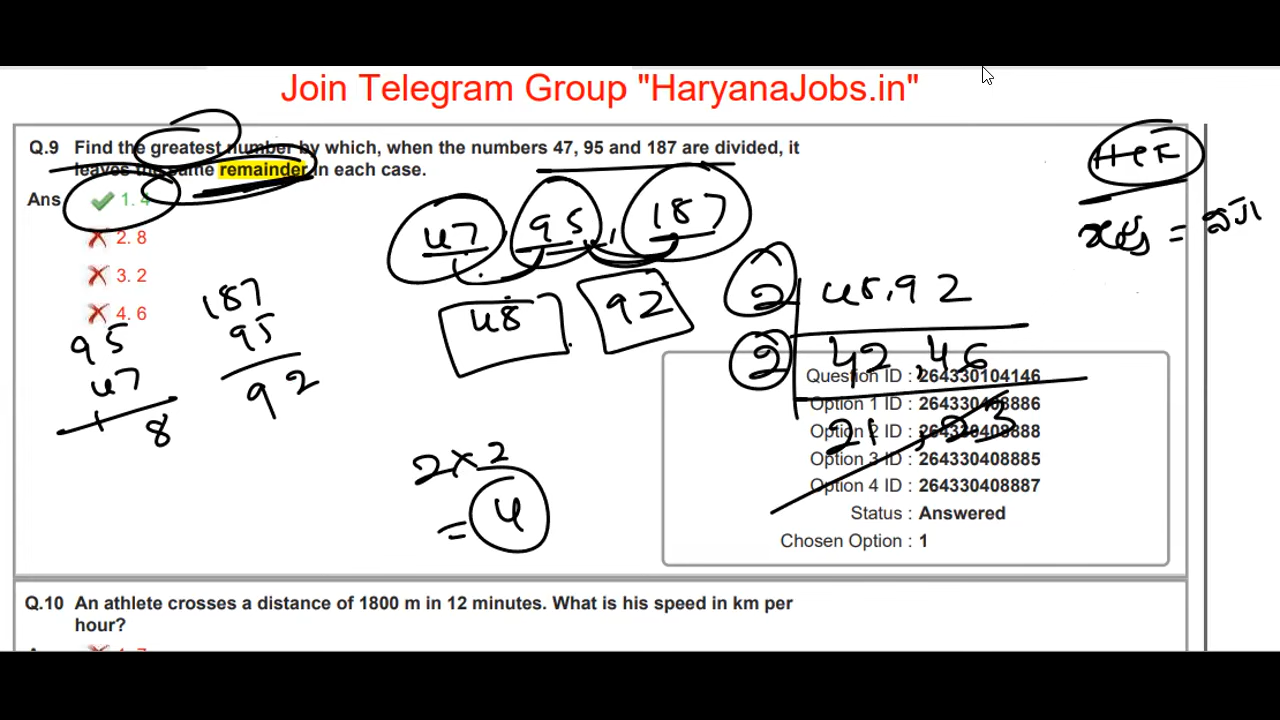 Join Telegram Group "HaryanaJobs.in"
Q.9 Find the greatest number by which, when the numbers 47, 95 and 187 are divided, it
leaves the same remainder in each case.
Ans 1. 4
2. 8
3. 2
4. 6
HCF
47, 95, 187
48 92
187
95
92
95
47
8
2 48, 92
2 42, 46
21, 23
2 × 2
= 4
Question ID : 264330104146
Option 1 ID : 264330408886
Option 2 ID : 264330408888
Option 3 ID : 264330408885
Option 4 ID : 264330408887
Status : Answered
Chosen Option : 1
Q.10 An athlete crosses a distance of 1800 m in 12 minutes. What is his speed in km per
hour?